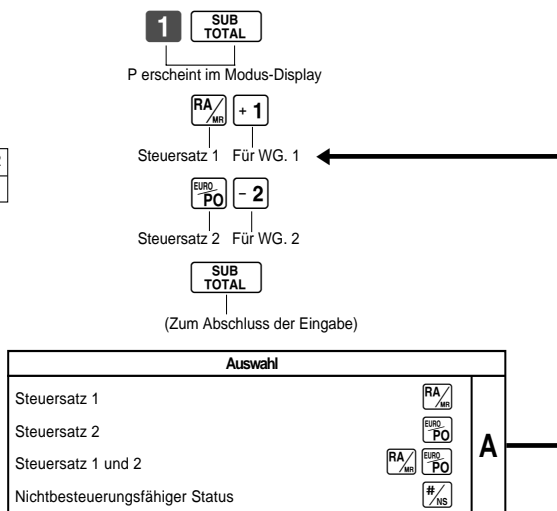 1 SUB TOTAL
P erscheint im Modus-Display
RA/MR + 1
Steuersatz 1 Für WG. 1
EURO PO - 2
Steuersatz 2 Für WG. 2
SUB TOTAL
(Zum Abschluss der Eingabe)
Auswahl
Steuersatz 1 RA/MR
Steuersatz 2 EURO PO
Steuersatz 1 und 2 RA/MR EURO PO
Nichtbesteuerungsfähiger Status #/NS
A